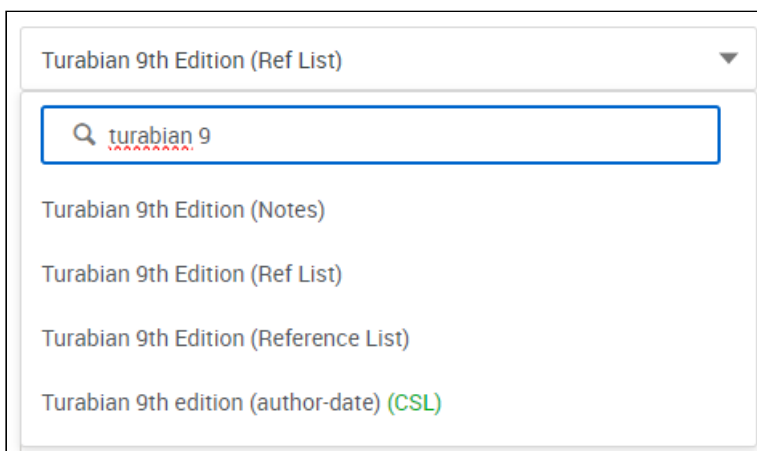 Turabian 9th Edition (Ref List)
turabian 9
Turabian 9th Edition (Notes)
Turabian 9th Edition (Ref List)
Turabian 9th Edition (Reference List)
Turabian 9th edition (author-date) (CSL)